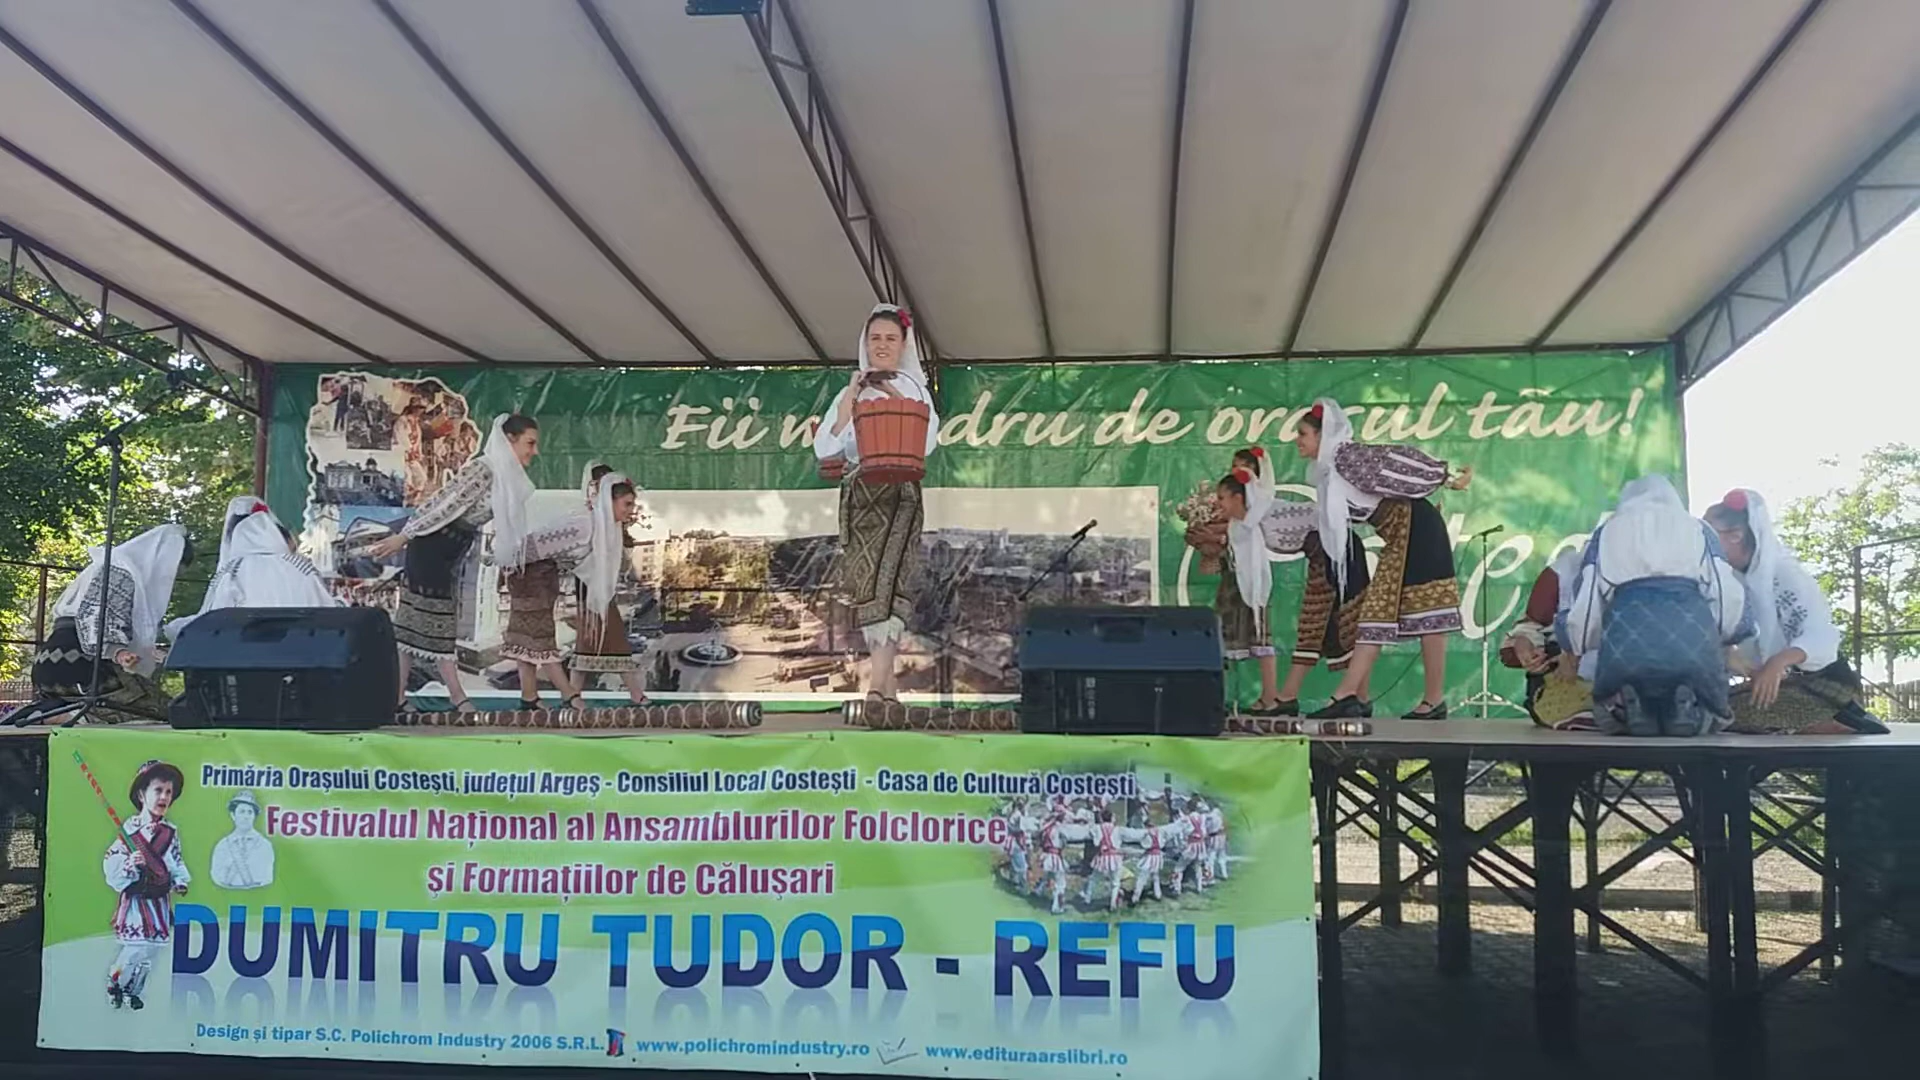 Fii mândru de orașul tău!
Primăria Orașului Costești, județul Argeș - Consiliul Local Costești - Casa de Cultură Costești
Festivalul Național al Ansamblurilor Folclorice
și Formațiilor de Călușari
DUMITRU TUDOR - REFU
Design și tipar S.C. Polichrom Industry 2006 S.R.L. www.polichromindustry.ro www.edituraarslibri.ro